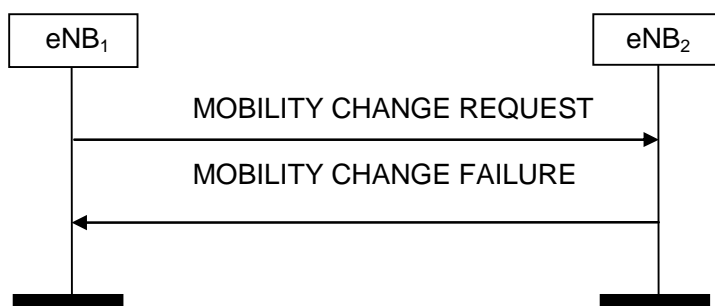 eNB₁
eNB₂
MOBILITY CHANGE REQUEST
MOBILITY CHANGE FAILURE